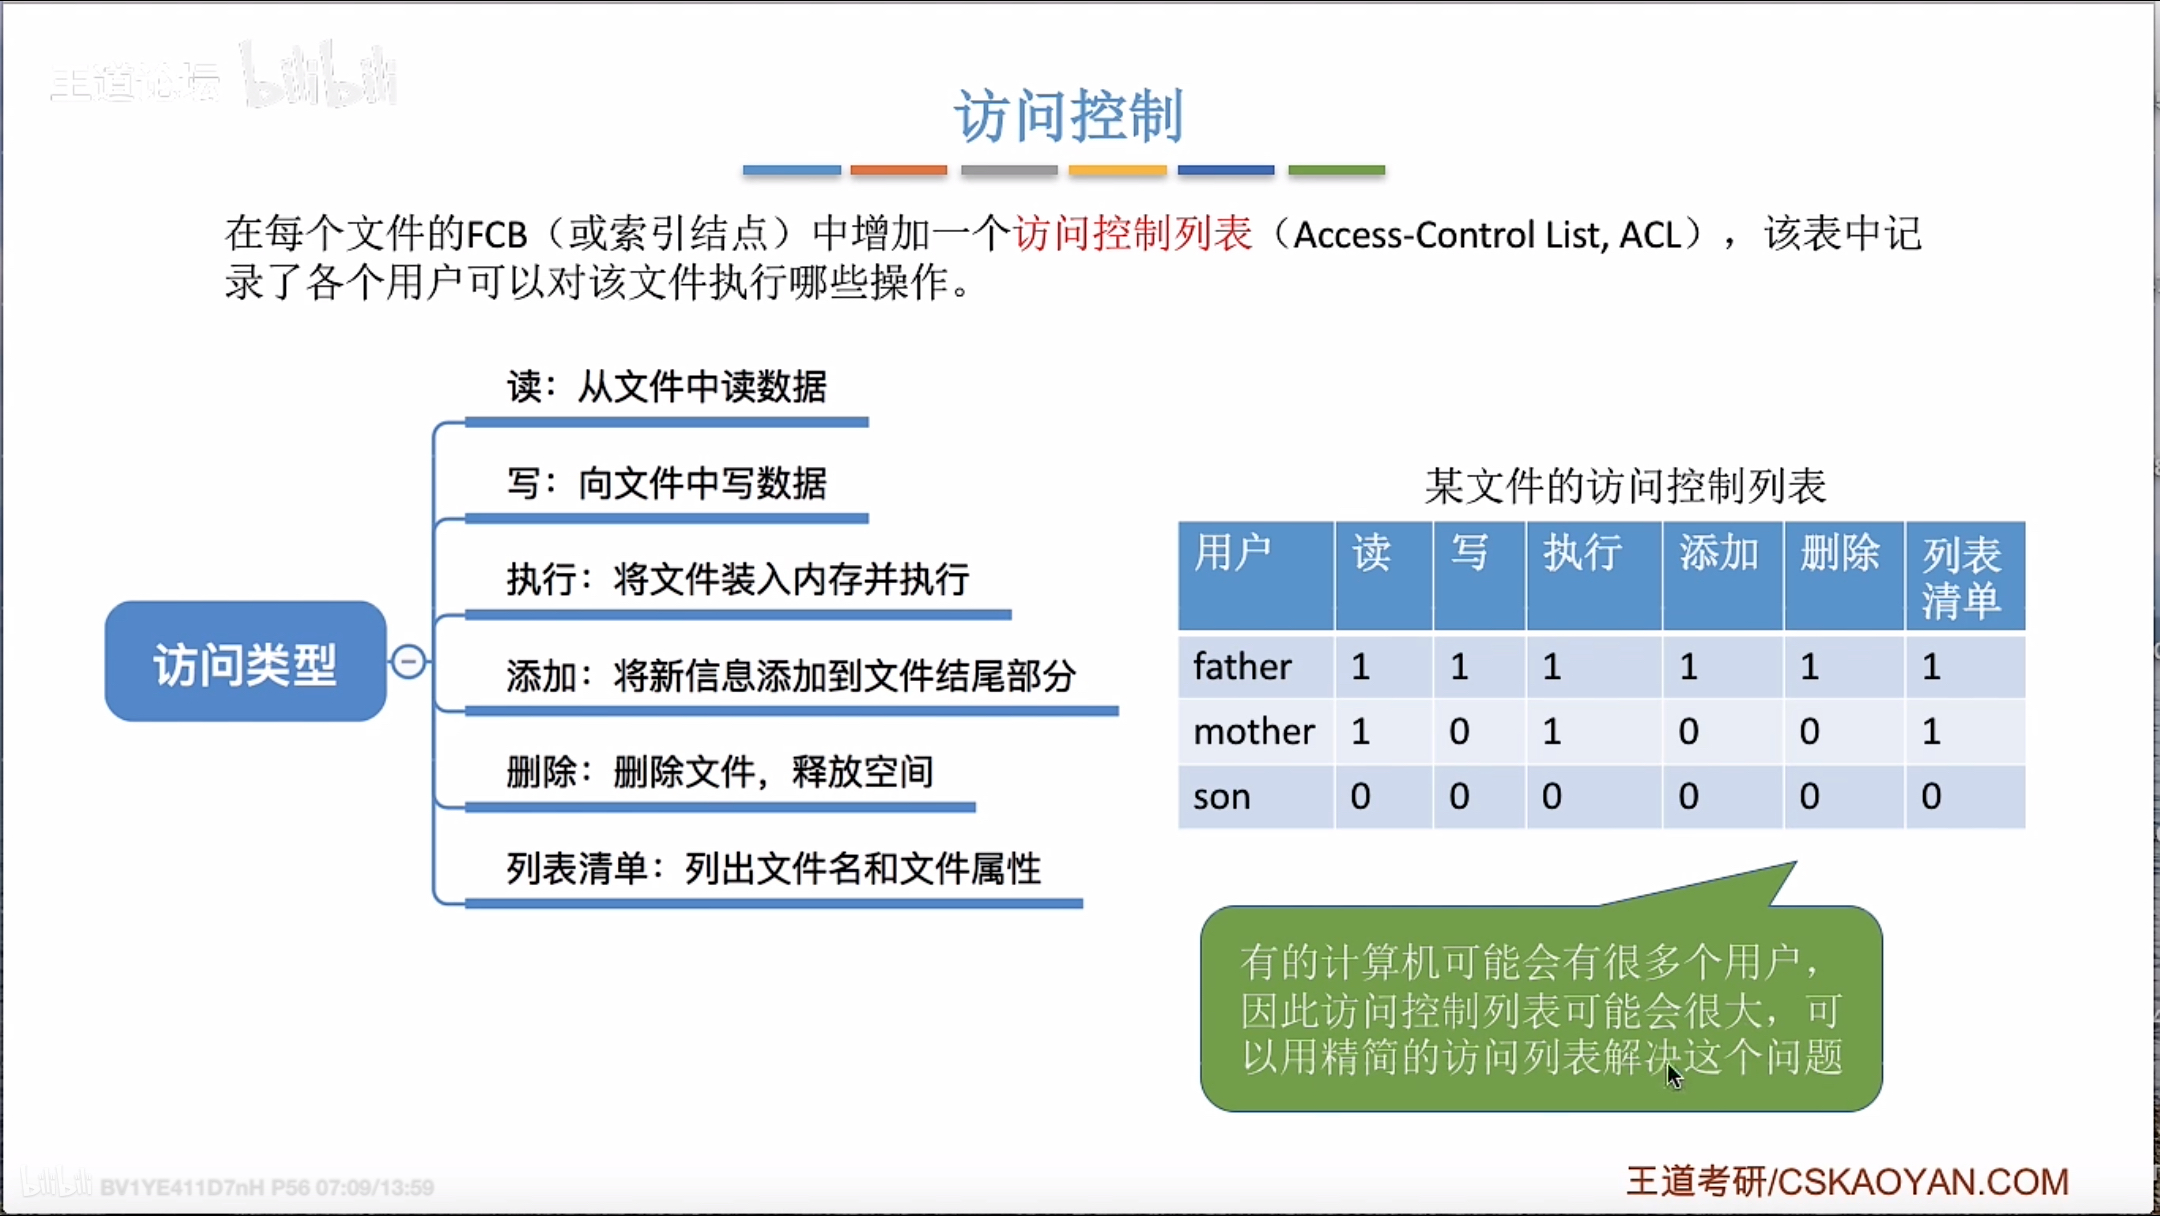 王道论坛 bilibili
访问控制
在每个文件的FCB（或索引结点）中增加一个访问控制列表（Access-Control List, ACL），该表中记
录了各个用户可以对该文件执行哪些操作。
访问类型
读：从文件中读数据
写：向文件中写数据
执行：将文件装入内存并执行
添加：将新信息添加到文件结尾部分
删除：删除文件，释放空间
列表清单：列出文件名和文件属性
某文件的访问控制列表
用户 读 写 执行 添加 删除 列表
清单
father 1 1 1 1 1 1
mother 1 0 1 0 0 1
son 0 0 0 0 0 0
有的计算机可能会有很多个用户，
因此访问控制列表可能会很大，可
以用精简的访问列表解决这个问题
bilibili BV1YE411D7nH P56 07:09/13:59
王道考研/CSKAOYAN.COM